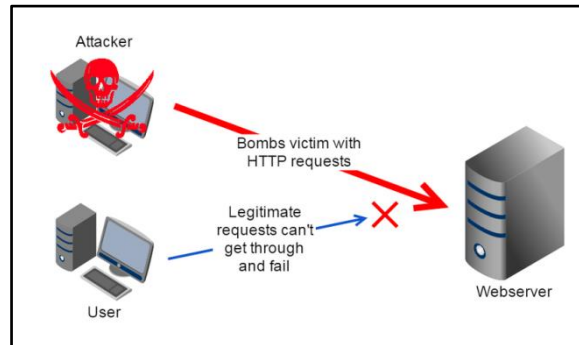 Attacker
Bombs victim with
HTTP requests
Legitimate
requests can't
get through
and fail
Webserver
User